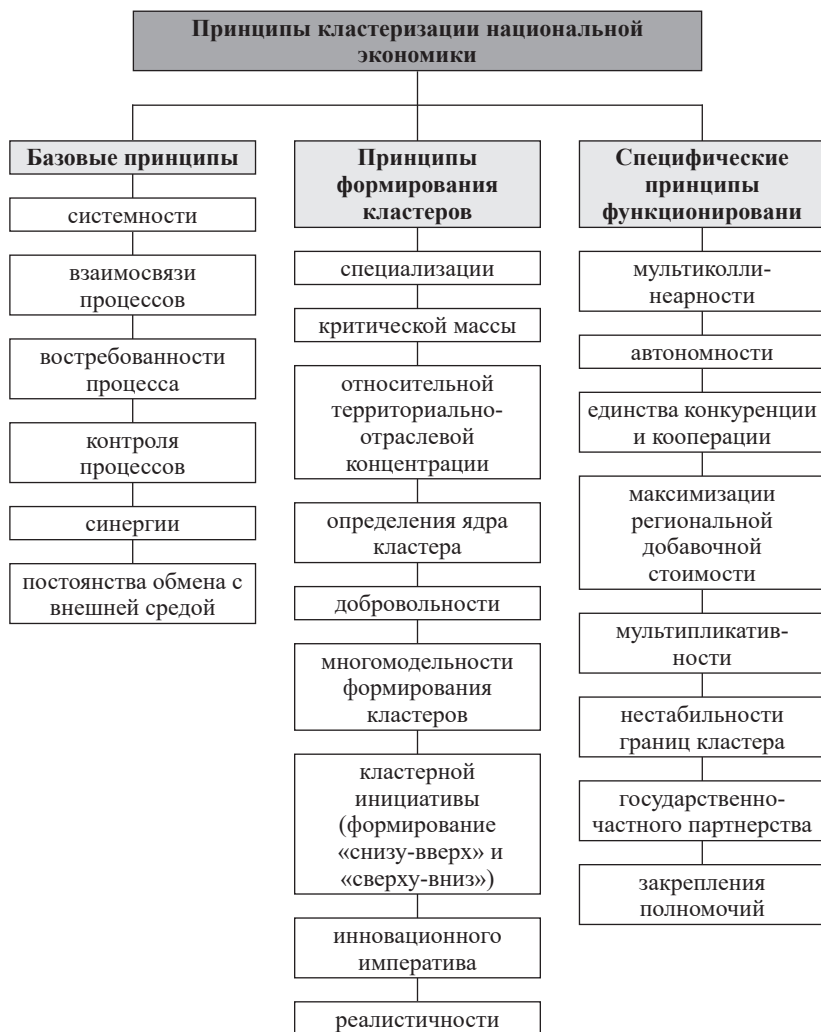 Принципы кластеризации национальной
экономики
Базовые принципы
системности
взаимосвязи
процессов
востребованности
процесса
контроля
процессов
синергии
постоянства обмена с
внешней средой
Принципы
формирования
кластеров
специализации
критической массы
относительной
территориально-
отраслевой
концентрации
определения ядра
кластера
добровольности
многомодельности
формирования
кластеров
кластерной
инициативы
(формирование
«снизу-вверх» и
«сверху-вниз»)
инновационного
императива
реалистичности
Специфические
принципы
функционировани
мультиколли-
неарности
автономности
единства конкуренции
и кооперации
максимизации
региональной
добавочной
стоимости
мультипликатив-
ности
нестабильности
границ кластера
государственно-
частного партнерства
закрепления
полномочий